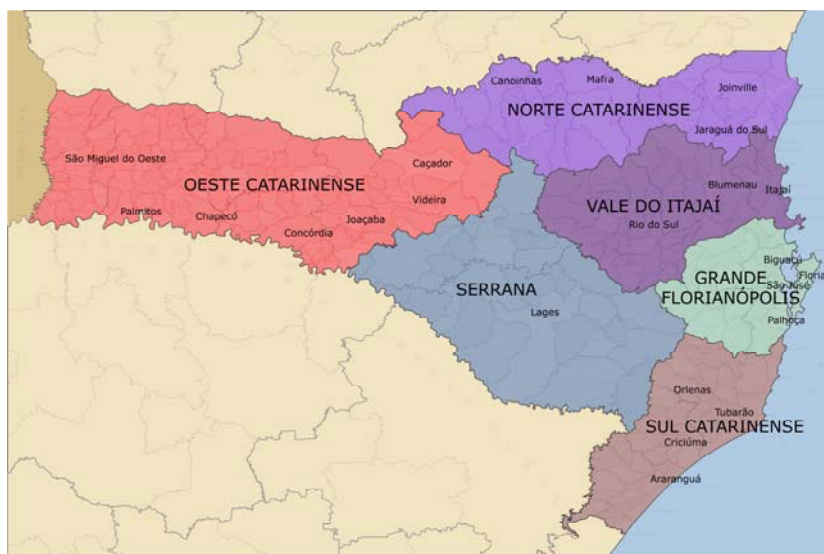 Canoinhas
Mafra
Joinville
NORTE CATARINENSE
Jaraguá do Sul
São Miguel do Oeste
Caçador
OESTE CATARINENSE
Videira
Palmitos
Chapecó
Joaçaba
Concórdia
Blumenau
Itajaí
VALE DO ITAJAÍ
Rio do Sul
SERRANA
Lages
Biguaçu
Floria
GRANDE
São José
FLORIANÓPOLIS
Palhoça
Orlenas
Tubarão
SUL CATARINENSE
Criciúma
Araranguá